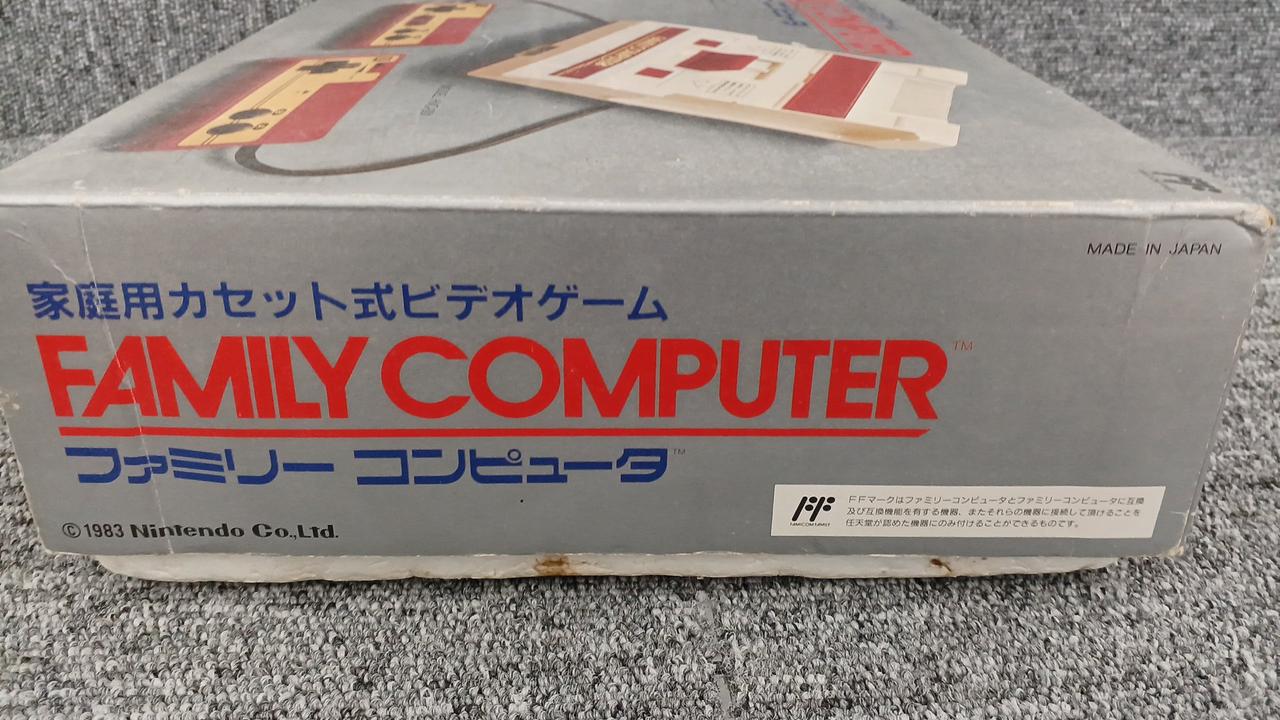 MADE IN JAPAN
家庭用カセット式ビデオゲーム
FAMILY COMPUTER™
ファミリー コンピュータ™
© 1983 Nintendo Co.,Ltd.
FF
FAMICOM FAMILY
FFマークはファミリーコンピュータとファミリーコンピュータに互換
及び互換機能を有する機器、またそれらの機器に接続して頂けることを
任天堂が認めた機器にのみ付けることができるものです。